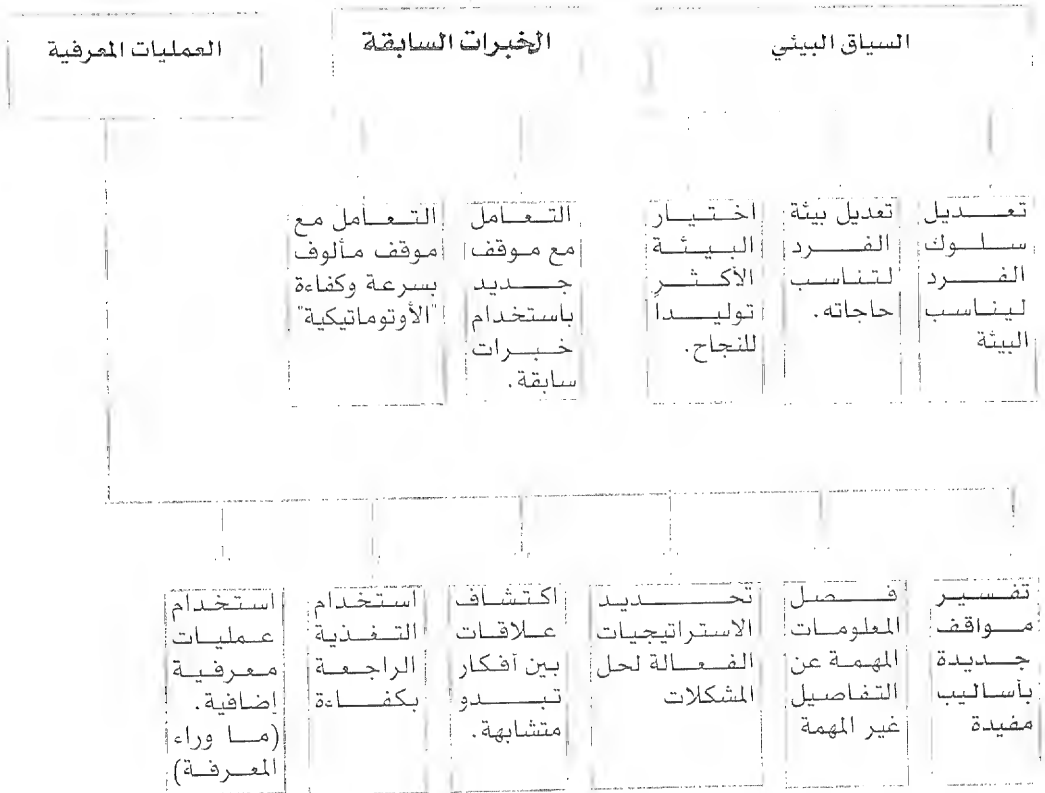 السياق البيئي
الخبرات السابقة
العمليات المعرفية
تعديل
سلوك
الفرد
ليناسب
البيئة
تعديل بيئة
الفرد
لتناسب
حاجاته.
اختيار
البيئة
الأكثر
توليداً
للنجاح.
التعامل
مع موقف
جديد
باستخدام
خبرات
سابقة.
التعامل مع
موقف مألوف
بسرعة وكفاءة
"الأوتوماتيكية"
تفسير
مواقف
جديدة
بأساليب
مفيدة
فصل
المعلومات
المهمة عن
التفاصيل
غير المهمة
تحديد
الاستراتيجيات
الفعالة لحل
المشكلات
اكتشاف
علاقات
بين أفكار
تبدو
متشابهة.
استخدام
التغذية
الراجعة
بكفاءة
استخدام
عمليات
معرفية
إضافية.
(ما وراء
المعرفة)